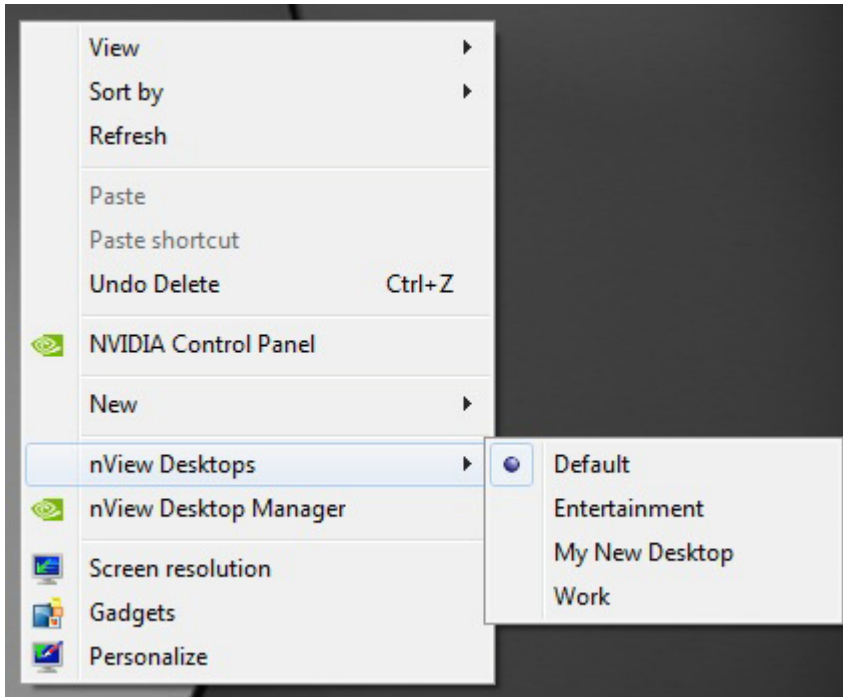 View
Sort by
Refresh
Paste
Paste shortcut
Undo Delete Ctrl+Z
NVIDIA Control Panel
New
nView Desktops
nView Desktop Manager
Screen resolution
Gadgets
Personalize
Default
Entertainment
My New Desktop
Work